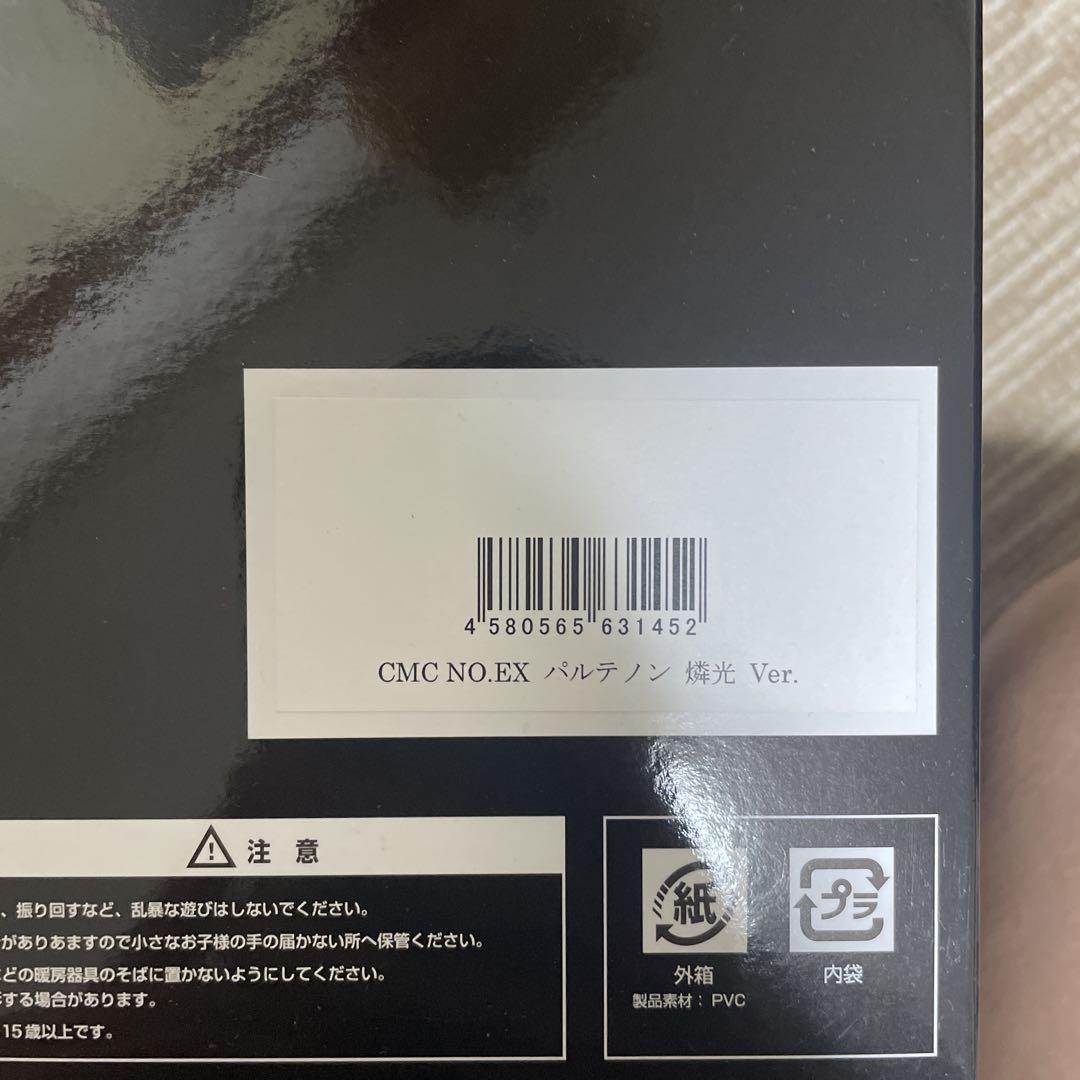 4 580565 631452
CMC NO.EX パルテノン 燐光 Ver.
注 意
、振り回すなど、乱暴な遊びはしないでください。
がありあますので小さなお子様の手の届かない所へ保管ください。
どの暖房器具のそばに置かないようにしてください。
する場合があります。
15歳以上です。
紙
プラ
外箱
内袋
製品素材：PVC